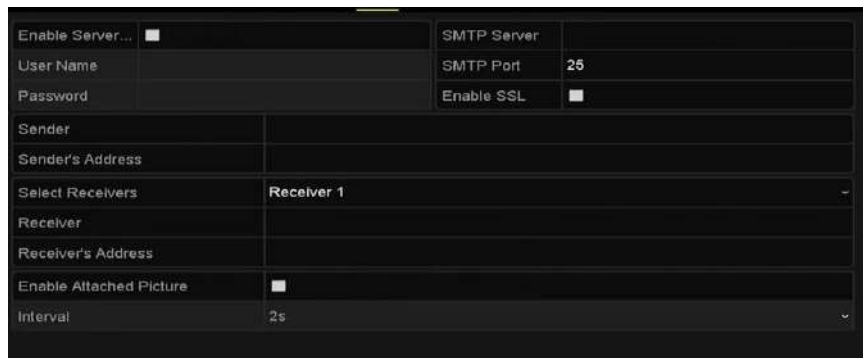 Enable Server...
SMTP Server
User Name
SMTP Port 25
Password
Enable SSL
Sender
Sender's Address
Select Receivers Receiver 1
Receiver
Receiver's Address
Enable Attached Picture
Interval 2s